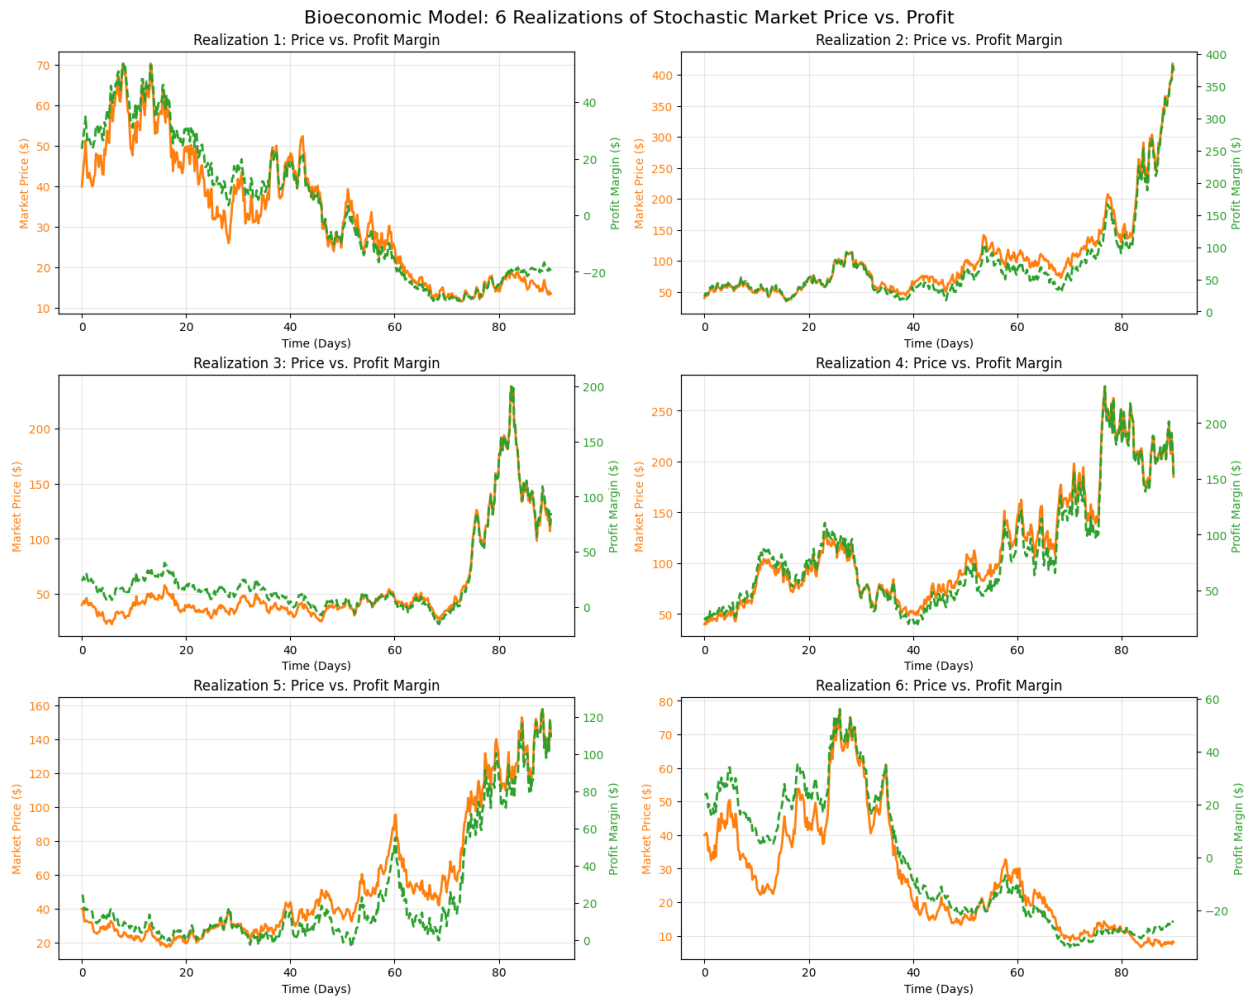 Bioeconomic Model: 6 Realizations of Stochastic Market Price vs. Profit
Realization 1: Price vs. Profit Margin
Market Price ($)
70
60
50
40
30
20
10
0 20 40 60 80
Time (Days)
40
20
0
−20
Profit Margin ($)
Realization 2: Price vs. Profit Margin
Market Price ($)
400
350
300
250
200
150
100
50
0 20 40 60 80
Time (Days)
400
350
300
250
200
150
100
50
0
Profit Margin ($)
Realization 3: Price vs. Profit Margin
Market Price ($)
200
150
100
50
0 20 40 60 80
Time (Days)
200
150
100
50
0
Profit Margin ($)
Realization 4: Price vs. Profit Margin
Market Price ($)
250
200
150
100
50
0 20 40 60 80
Time (Days)
200
150
100
50
Profit Margin ($)
Realization 5: Price vs. Profit Margin
Market Price ($)
160
140
120
100
80
60
40
20
0 20 40 60 80
Time (Days)
120
100
80
60
40
20
0
Profit Margin ($)
Realization 6: Price vs. Profit Margin
Market Price ($)
80
70
60
50
40
30
20
10
0 20 40 60 80
Time (Days)
60
40
20
0
−20
Profit Margin ($)